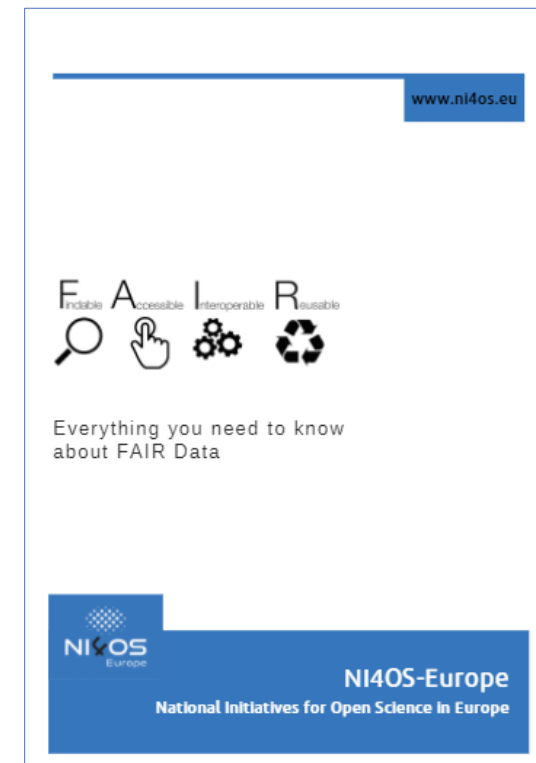 www.ni4os.eu
Findable Accessible Interoperable Reusable
Everything you need to know
about FAIR Data
NI4OS
Europe
NI4OS-Europe
National Initiatives for Open Science in Europe